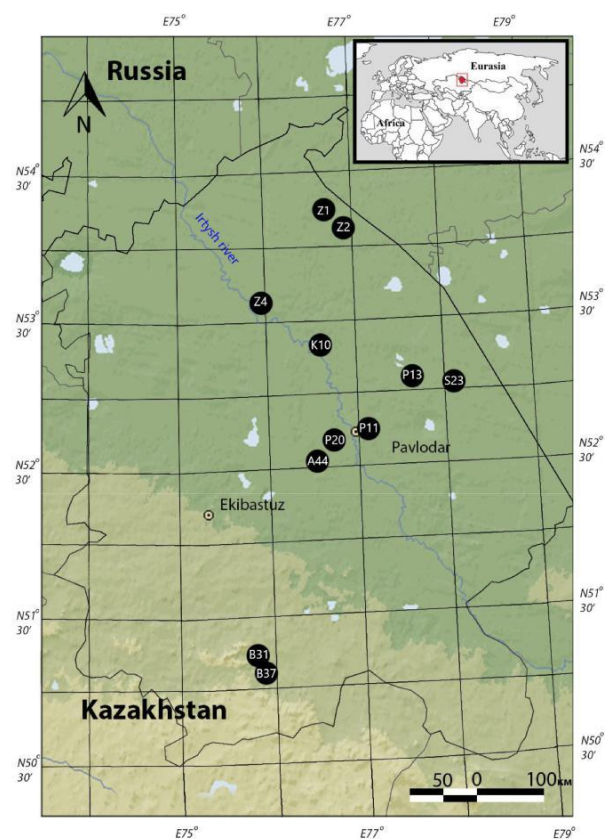 E75°
E77°
E79°
Russia
Eurasia
Africa
N
N54°
30'
N54°
30'
Z1
Z2
Irtysh river
Z4
N53°
30'
N53°
30'
K10
P13
S23
P11
P20
Pavlodar
A44
N52°
30'
N52°
30'
Ekibastuz
N51°
30'
N51°
30'
B31
B37
Kazakhstan
N50°
30'
N50°
30'
50 0 100км
E75°
E77°
E79°